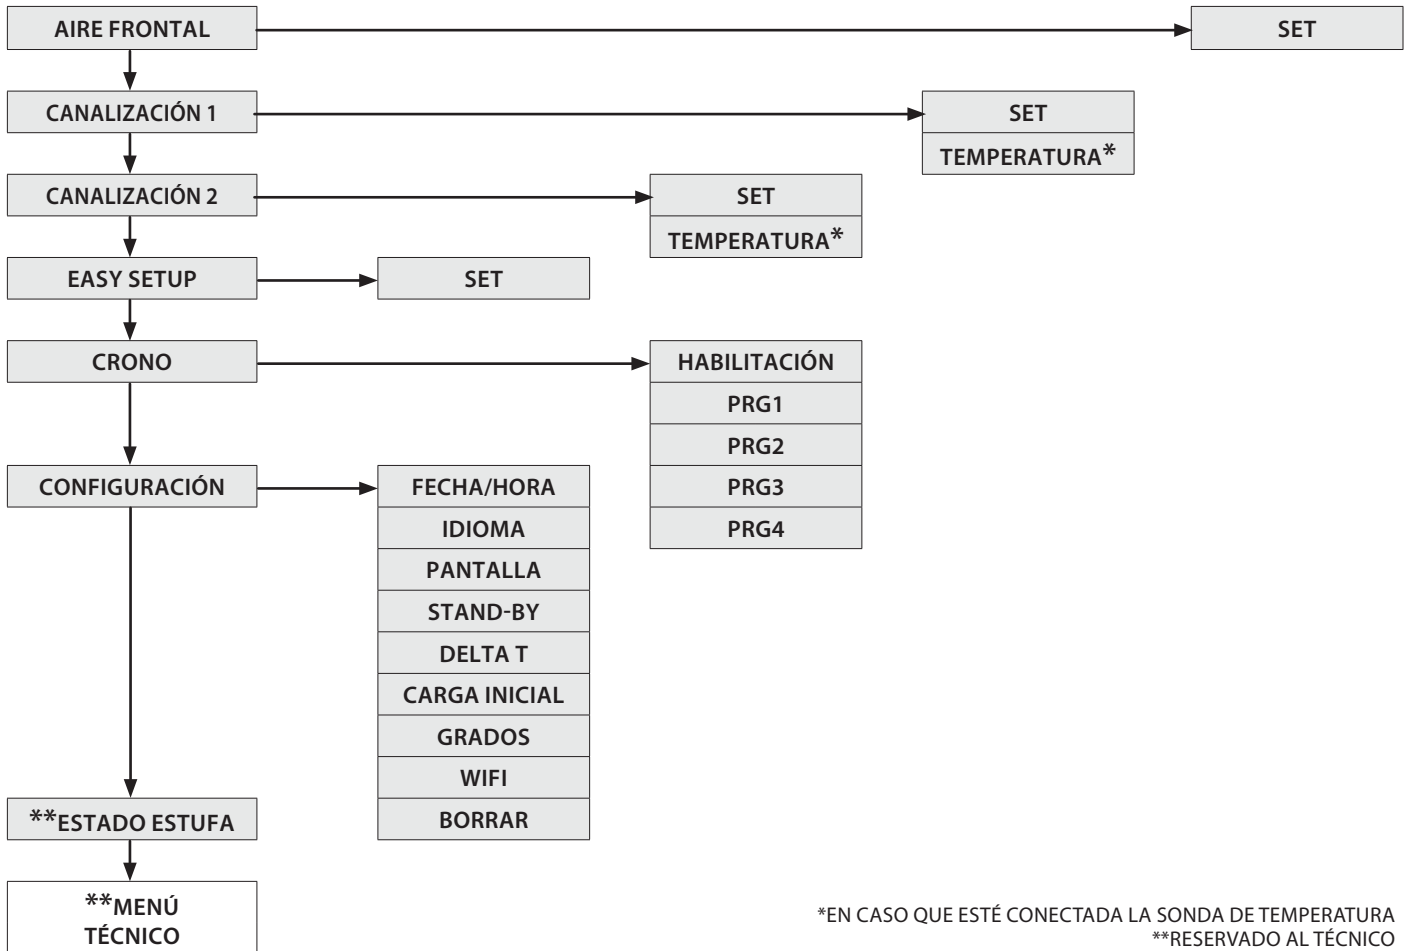 AIRE FRONTAL
SET
CANALIZACIÓN 1
SET
TEMPERATURA*
CANALIZACIÓN 2
SET
TEMPERATURA*
EASY SETUP
SET
CRONO
HABILITACIÓN
PRG1
PRG2
PRG3
PRG4
CONFIGURACIÓN
FECHA/HORA
IDIOMA
PANTALLA
STAND-BY
DELTA T
CARGA INICIAL
GRADOS
WIFI
BORRAR
**ESTADO ESTUFA
**MENÚ
TÉCNICO
*EN CASO QUE ESTÉ CONECTADA LA SONDA DE TEMPERATURA
**RESERVADO AL TÉCNICO